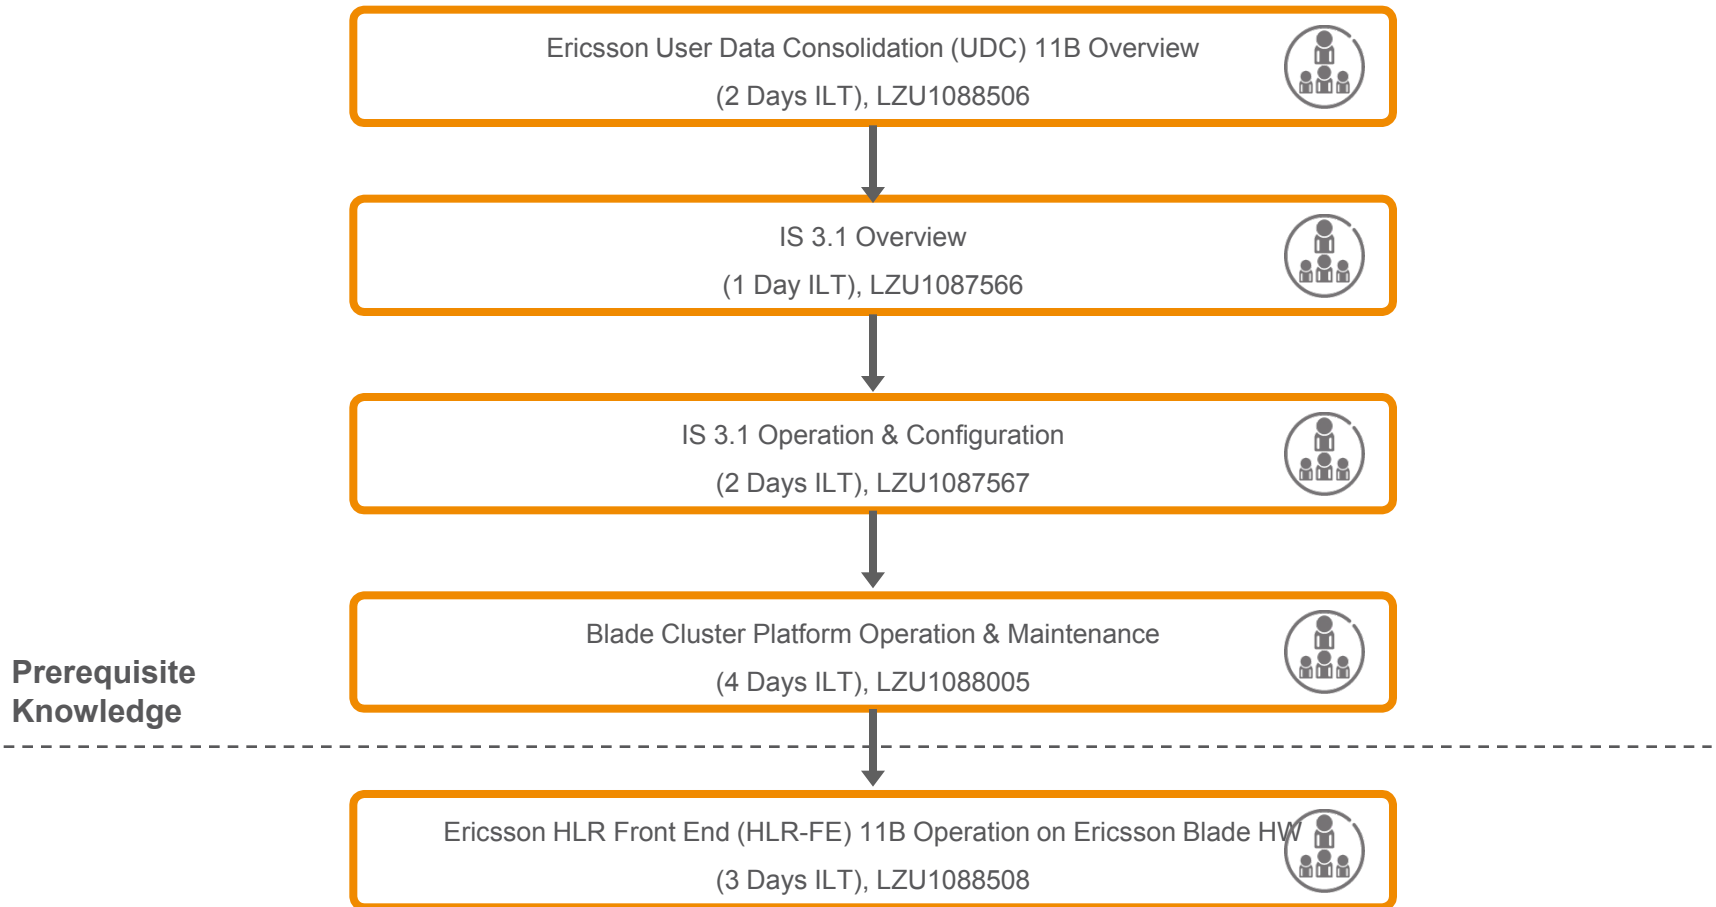 Ericsson User Data Consolidation (UDC) 11B Overview
(2 Days ILT), LZU1088506
IS 3.1 Overview
(1 Day ILT), LZU1087566
IS 3.1 Operation & Configuration
(2 Days ILT), LZU1087567
Blade Cluster Platform Operation & Maintenance
(4 Days ILT), LZU1088005
Prerequisite
Knowledge
Ericsson HLR Front End (HLR-FE) 11B Operation on Ericsson Blade HW
(3 Days ILT), LZU1088508